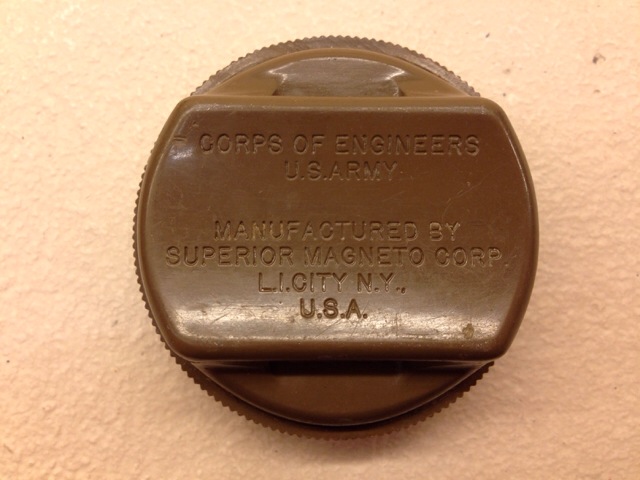 CORPS OF ENGINEERS
U.S.ARMY
MANUFACTURED BY
SUPERIOR MAGNETO CORP.
L.I.CITY N.Y.,
U.S.A.